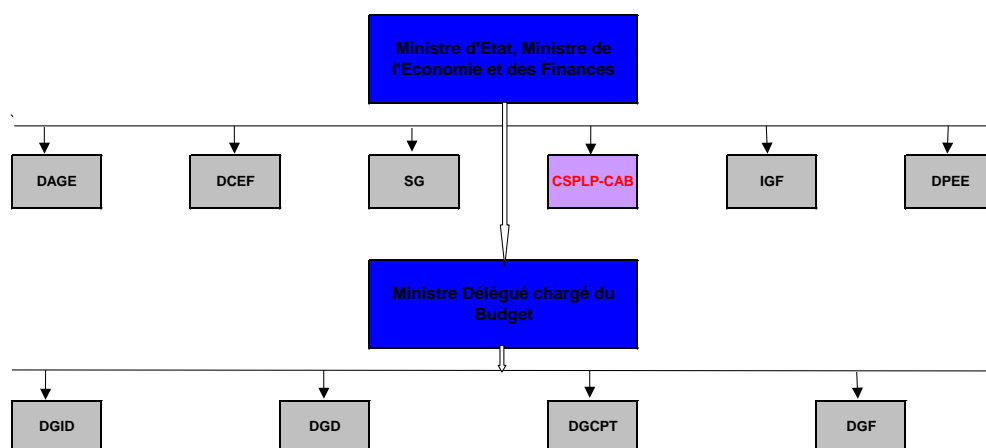 Ministre d'Etat, Ministre de
l'Economie et des Finances
DAGE
DCEF
SG
CSPLP-CAB
IGF
DPEE
Ministre Délégué chargé du
Budget
DGID
DGD
DGCPT
DGF